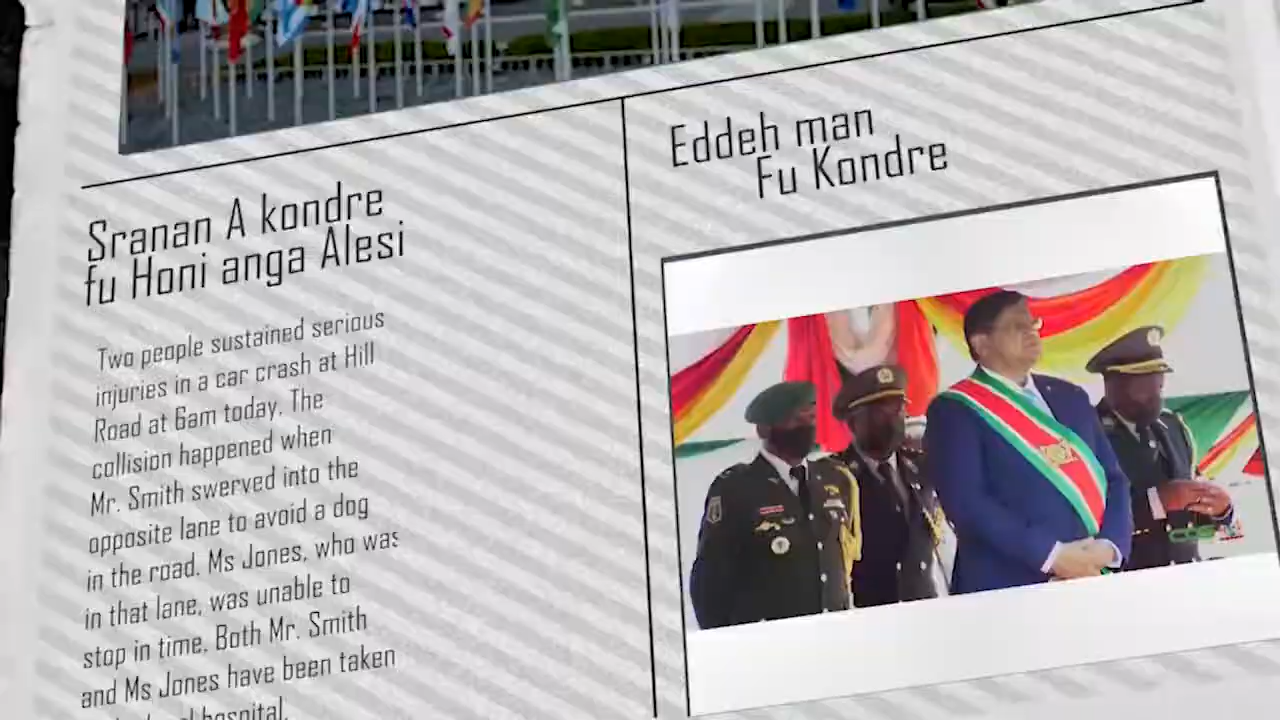 Sranan A kondre
fu Honi anga Alesi
Two people sustained serious
injuries in a car crash at Hill
Road at 6am today. The
collision happened when
Mr. Smith swerved into the
opposite lane to avoid a dog
in the road. Ms Jones, who was
in that lane, was unable to
stop in time. Both Mr. Smith
and Ms Jones have been taken
hospital.
Eddeh man
Fu Kondre